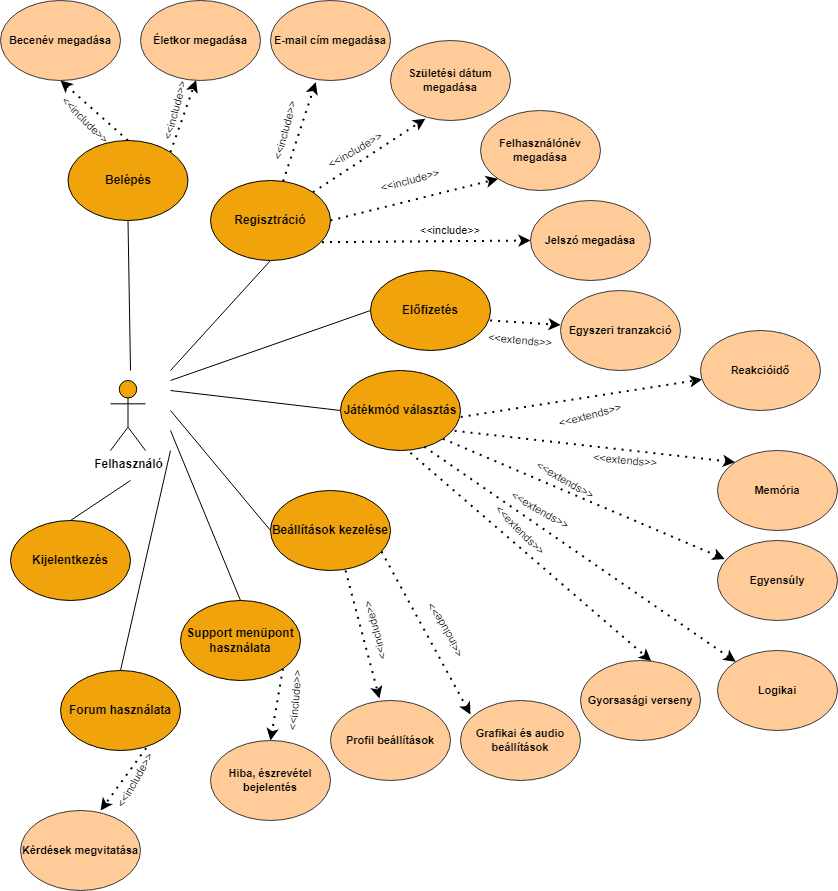 Becenév megadása
Életkor megadása
E-mail cím megadása
Születési dátum
megadása
<<include>>
<<include>>
<<include>>
<<include>>
Felhasználónév
megadása
Belépés
<<include>>
Regisztráció
<<include>>
Jelszó megadása
Előfizetés
Egyszeri tranzakció
<<extends>>
Reakcióidő
Játékmód választás
<<extends>>
Felhasználó
<<extends>>
Memória
<<extends>>
<<extends>>
<<extends>>
Beállítások kezelése
Kijelentkezés
Egyensúly
<<include>>
<<include>>
Support menüpont
használata
<<include>>
Logikai
Gyorsasági verseny
Forum használata
Profil beállítások
Grafikai és audio
beállítások
Hiba, észrevétel
bejelentés
<<include>>
Kérdések megvitatása